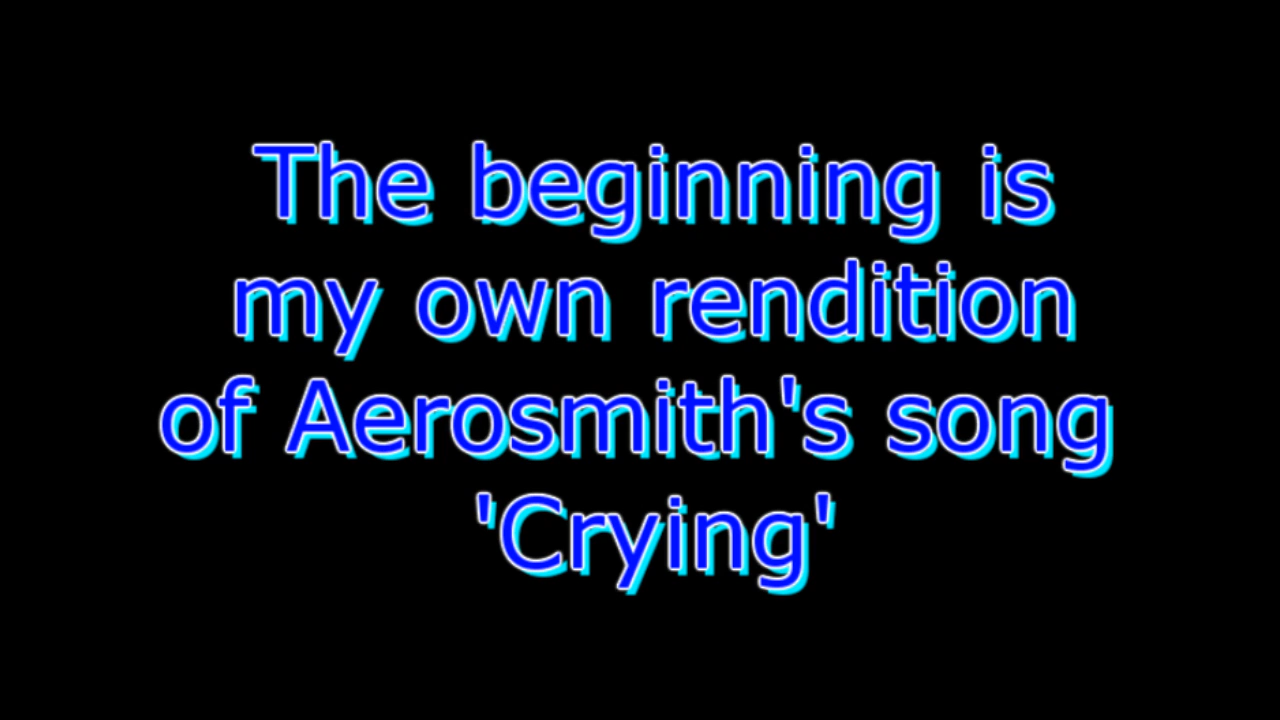 The beginning is
my own rendition
of Aerosmith's song
'Crying'